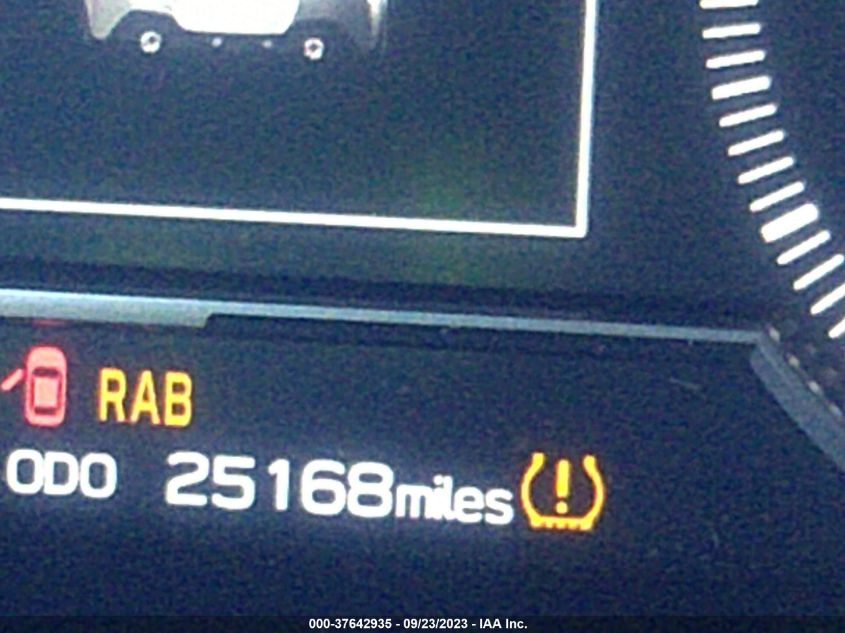 RAB
ODO 25168miles
000-37642935 - 09/23/2023 - IAA Inc.